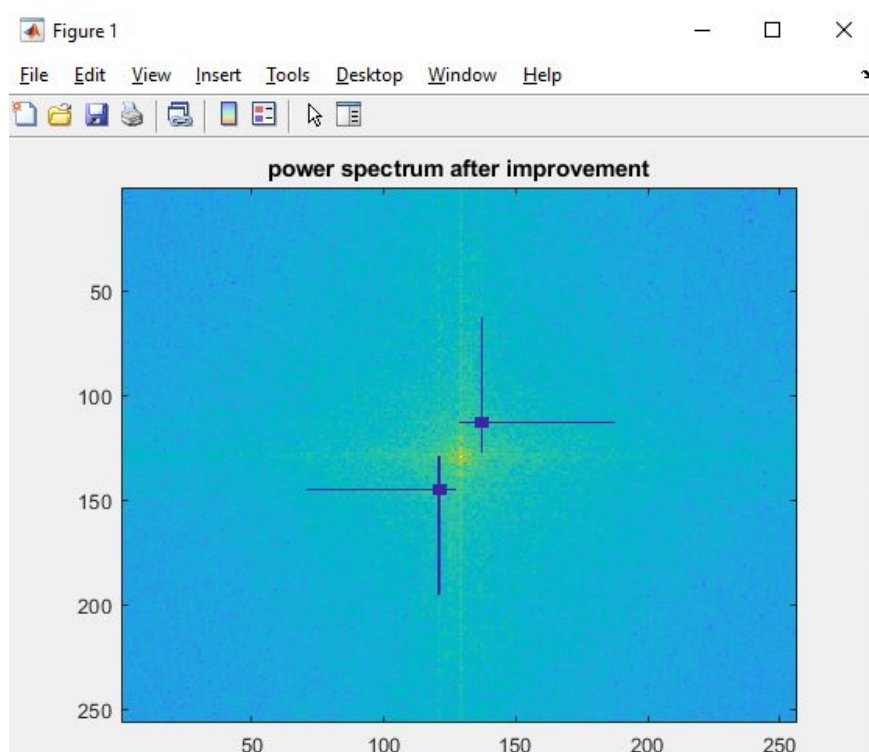 Figure 1
File Edit View Insert Tools Desktop Window Help
power spectrum after improvement
50
100
150
200
250
50 100 150 200 250